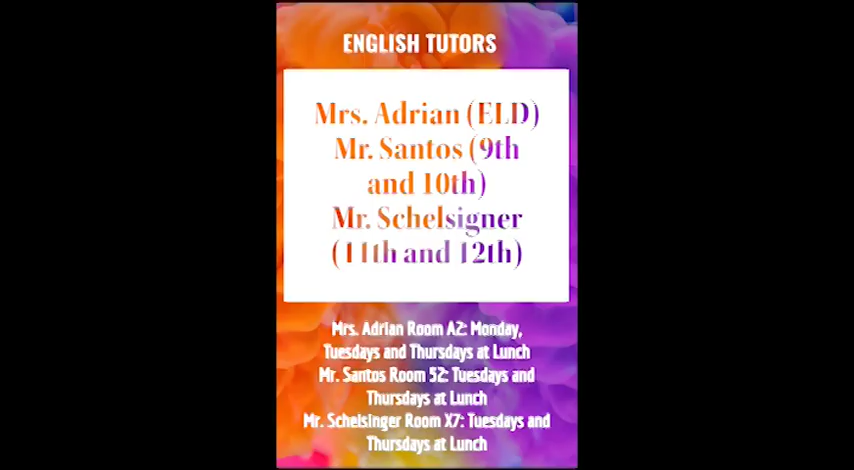 ENGLISH TUTORS
Mrs. Adrian (ELD)
Mr. Santos (9th
and 10th)
Mr. Schelsigner
(11th and 12th)
Mrs. Adrian Room A2: Monday,
Tuesdays and Thursdays at Lunch
Mr. Santos Room 52: Tuesdays and
Thursdays at Lunch
Mr. Schelsinger Room X7: Tuesdays and
Thursdays at Lunch